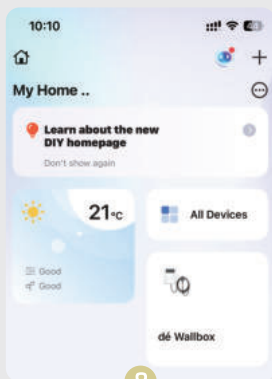 10:10
44
My Home ..
Learn about the new
DIY homepage
Don't show again
21°C
All Devices
Good
Good
dé Wallbox